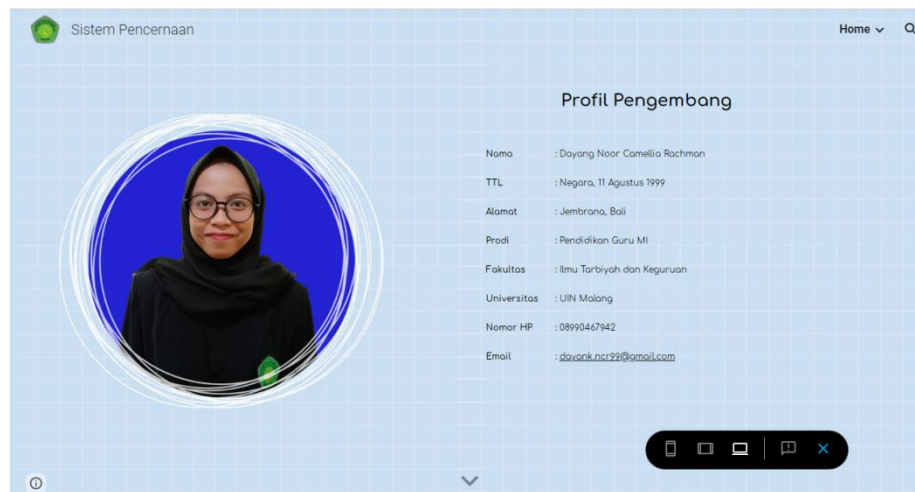 Sistem Pencernaan
Home
Profil Pengembang
Nama : Dayang Noor Camellia Rachman
TTL : Negara, 11 Agustus 1999
Alamat : Jembrana, Bali
Prodi : Pendidikan Guru MI
Fakultas : Ilmu Tarbiyah dan Keguruan
Universitas : UIN Malang
Nomor HP : 08990467942
Email : dayank.ncr99@gmail.com